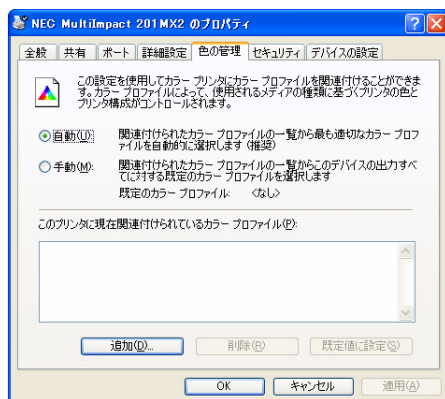 NEC MultiImpact 201MX2 のプロパティ
全般 共有 ポート 詳細設定 色の管理 セキュリティ デバイスの設定
この設定を使用してカラー プリンタにカラー プロファイルを関連付けることができま
す。カラー プロファイルによって、使用されるメディアの種類に基づくプリンタの色と
プリンタ構成がコントロールされます。
自動(U): 関連付けられたカラー プロファイルの一覧から最も適切なカラー プロフ
ァイルを自動的に選択します (推奨)
手動(M): 関連付けられたカラー プロファイルの一覧からこのデバイスの出力すべ
てに対する既定のカラー プロファイルを選択します
既定のカラー プロファイル: <なし>
このプリンタに現在関連付けられているカラー プロファイル(P):
追加(D)... 削除(R) 既定値に設定(S)
OK キャンセル 適用(A)